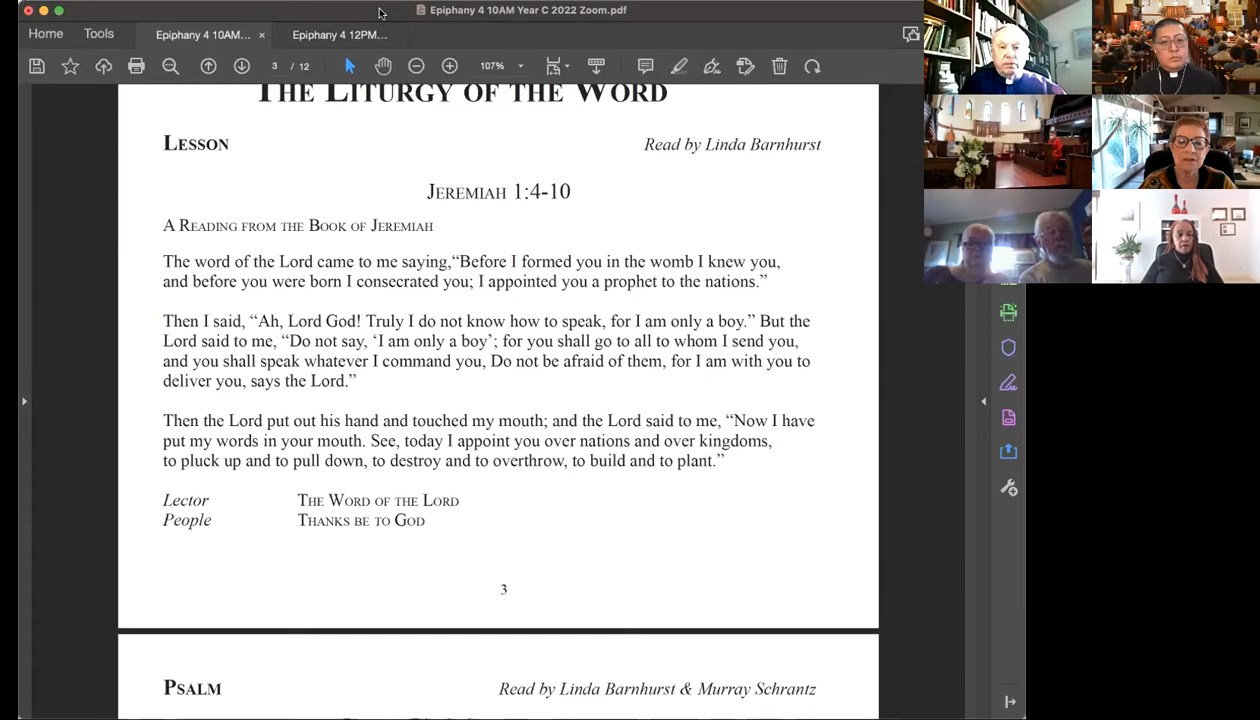 Epiphany 4 10AM Year C 2022 Zoom.pdf
Home Tools Epiphany 4 10AM... × Epiphany 4 12PM...
3 / 12 107%
THE LITURGY OF THE WORD
LESSON Read by Linda Barnhurst
JEREMIAH 1:4-10
A READING FROM THE BOOK OF JEREMIAH
The word of the Lord came to me saying,“Before I formed you in the womb I knew you,
and before you were born I consecrated you; I appointed you a prophet to the nations.”
Then I said, “Ah, Lord God! Truly I do not know how to speak, for I am only a boy.” But the
Lord said to me, “Do not say, ‘I am only a boy’; for you shall go to all to whom I send you,
and you shall speak whatever I command you, Do not be afraid of them, for I am with you to
deliver you, says the Lord.”
Then the Lord put out his hand and touched my mouth; and the Lord said to me, “Now I have
put my words in your mouth. See, today I appoint you over nations and over kingdoms,
to pluck up and to pull down, to destroy and to overthrow, to build and to plant.”
Lector THE WORD OF THE LORD
People THANKS BE TO GOD
3
PSALM Read by Linda Barnhurst & Murray Schrantz